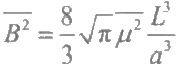 $\overline{B^2} = \frac{8}{3} \sqrt{\pi} \overline{\mu^2} \frac{L^3}{a^3}$